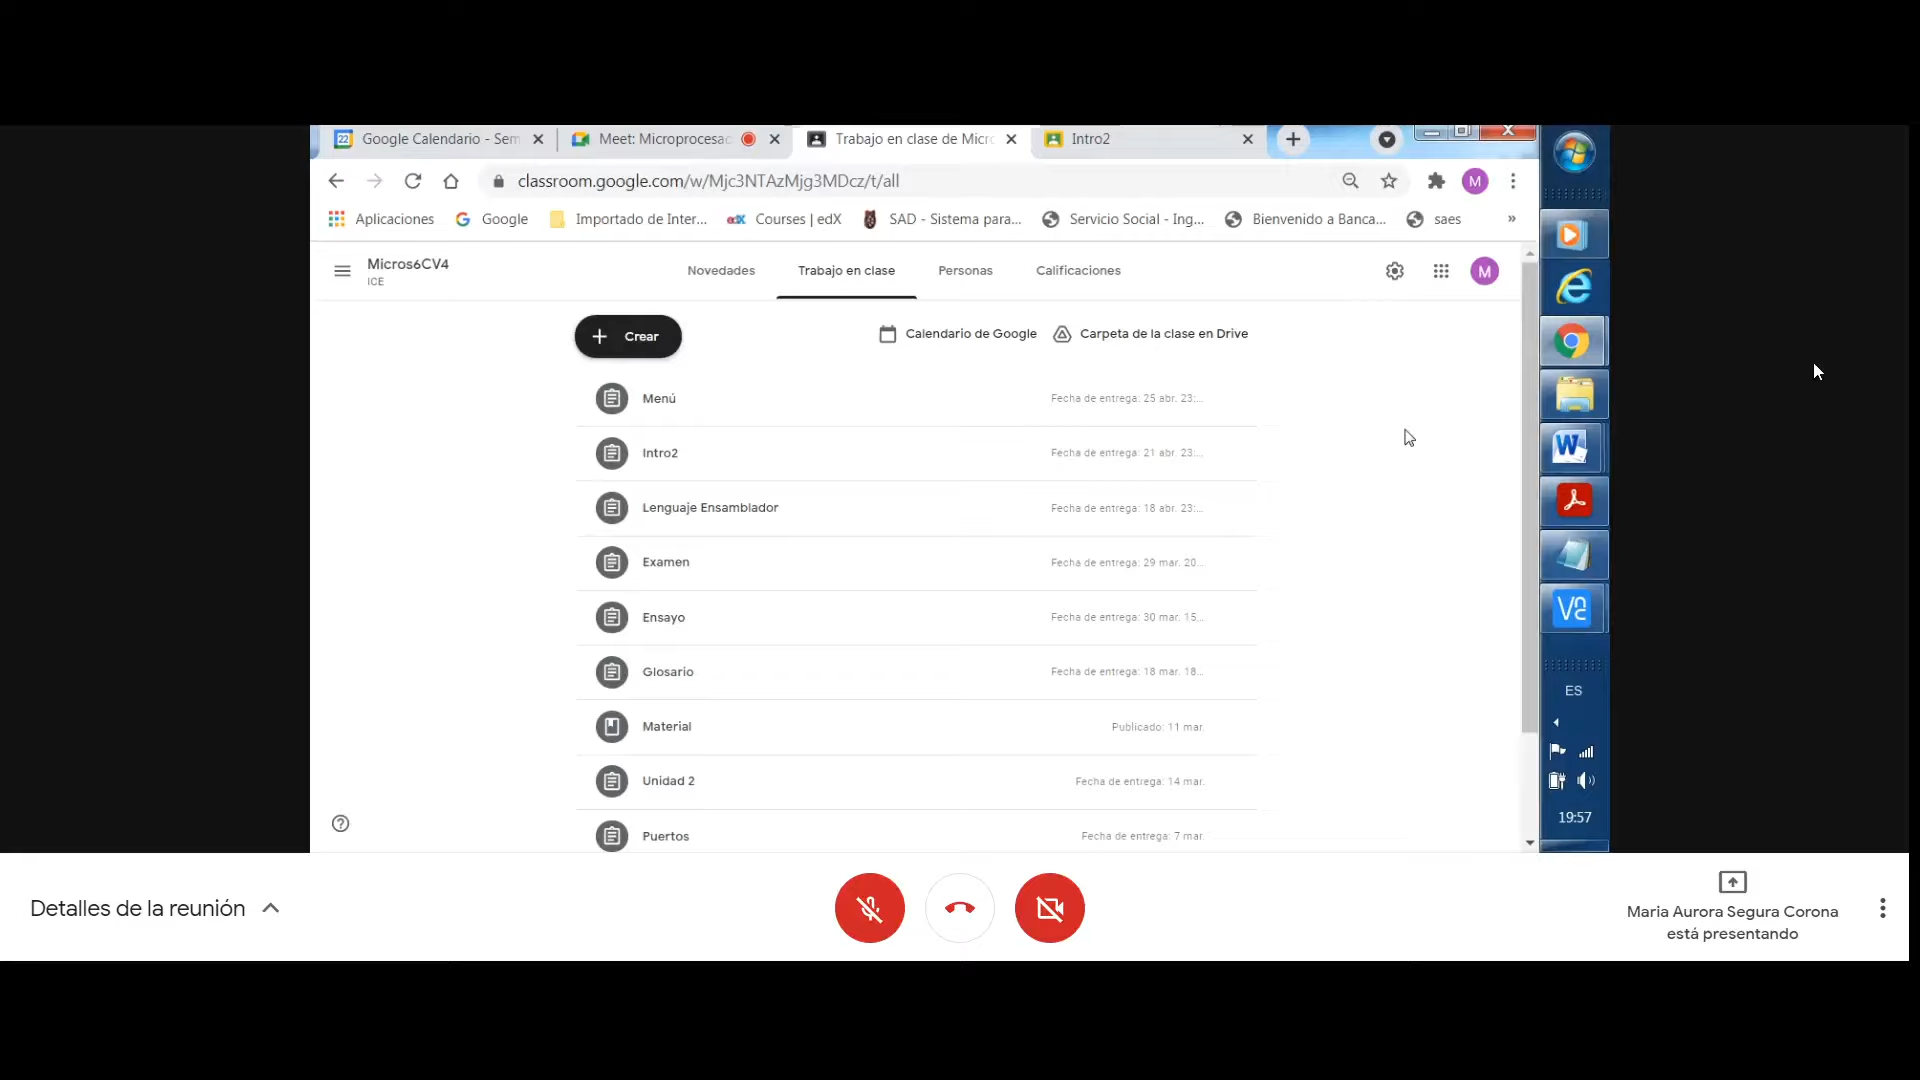 Google Calendario - Sem
Meet: Microprocesac
Trabajo en clase de Micro
Intro2
classroom.google.com/w/Mjc3NTAzMjg3MDcz/t/all
M
Aplicaciones
Google
Importado de Inter...
edX
Courses | edX
SAD - Sistema para...
Servicio Social - Ing...
Bienvenido a Banca...
saes
»
Micros6CV4
ICE
Novedades
Trabajo en clase
Personas
Calificaciones
M
+ Crear
Calendario de Google
Carpeta de la clase en Drive
Menú Fecha de entrega: 25 abr. 23:...
Intro2 Fecha de entrega: 21 abr. 23:...
Lenguaje Ensamblador Fecha de entrega: 18 abr. 23:...
Examen Fecha de entrega: 29 mar. 20...
Ensayo Fecha de entrega: 30 mar. 15...
Glosario Fecha de entrega: 18 mar. 18...
Material Publicado: 11 mar.
Unidad 2 Fecha de entrega: 14 mar.
Puertos Fecha de entrega: 7 mar.
ES
19:57
Detalles de la reunión
Maria Aurora Segura Corona
está presentando